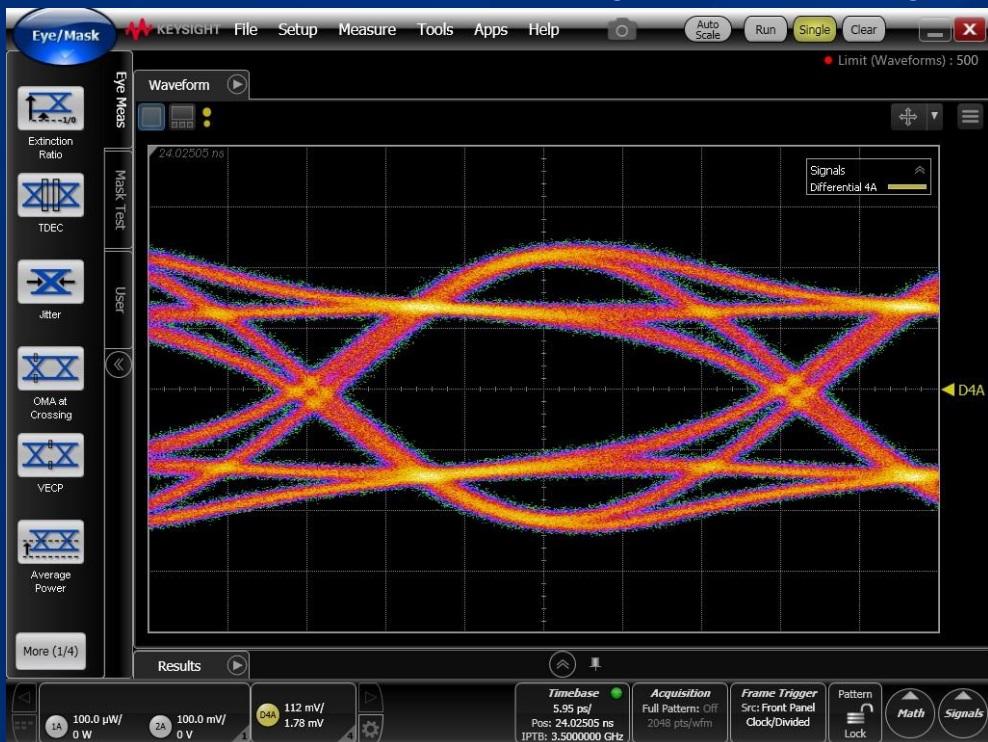 Eye/Mask
KEYSIGHT File Setup Measure Tools Apps Help
Auto
Scale
Run
Single
Clear
Limit (Waveforms) : 500
Eye Meas
Mask Test
User
Waveform
1/0
Extinction
Ratio
TDEC
Jitter
OMA at
Crossing
VECP
Average
Power
More (1/4)
24.02505 ns
Signals
Differential 4A
D4A
Results
1A
100.0 µW/
0 W
2A
100.0 mV/
0 V
1
D4A
112 mV/
1.78 mV
4
Timebase
5.95 ps/
Pos: 24.02505 ns
IPTB: 3.5000000 GHz
Acquisition
Full Pattern: Off
2048 pts/wfm
Frame Trigger
Src: Front Panel
Clock/Divided
Pattern
Lock
Math
Signals